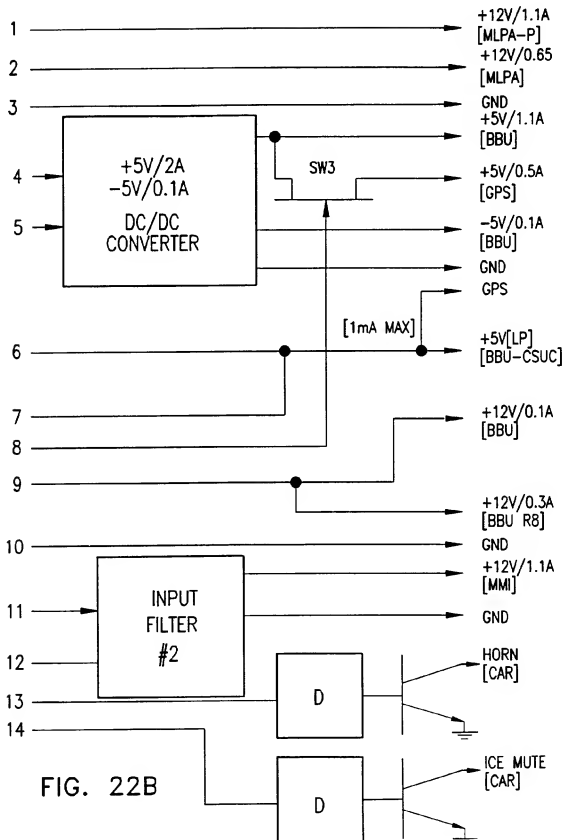 1
+12V/1.1A
[MLPA-P]
2
+12V/0.65
[MLPA]
3
GND
+5V/1.1A
[BBU]
+5V/2A
-5V/0.1A
DC/DC
CONVERTER
SW3
4
+5V/0.5A
[GPS]
5
-5V/0.1A
[BBU]
GND
GPS
[1mA MAX]
6
+5V[LP]
[BBU-CSUC]
7
+12V/0.1A
[BBU]
8
9
+12V/0.3A
[BBU R8]
10
GND
+12V/1.1A
[MMI]
11
INPUT
FILTER
#2
GND
12
HORN
[CAR]
13
D
14
ICE MUTE
[CAR]
D
FIG. 22B